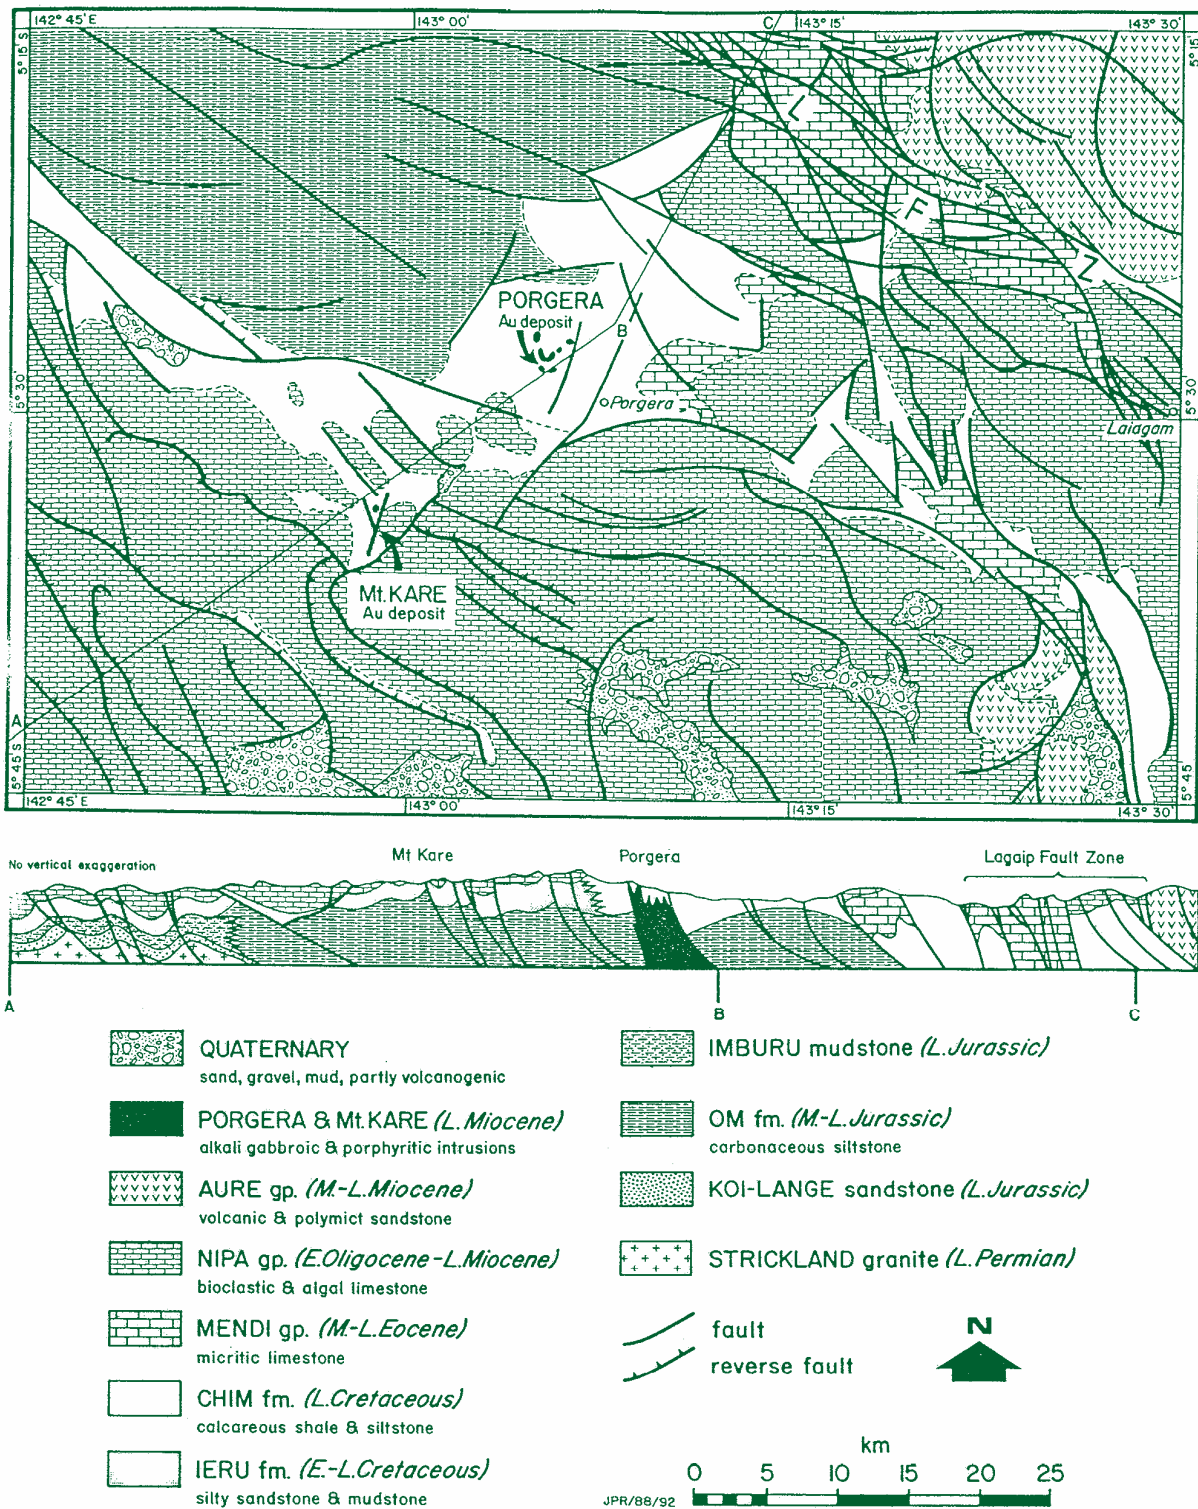 142° 45' E
143° 00'
C
143° 15'
143° 30'
5° 15' S
5° 15'
L
F
Z
PORGERA
Au deposit
B
5° 30'
5° 30
Porgera
Laiagam
Mt.KARE
Au deposit
A
5° 45' S
5° 45'
142° 45' E
143° 00'
143° 15'
143° 30'
No vertical exaggeration
Mt Kare
Porgera
Lagaip Fault Zone
A
B
C
QUATERNARY
sand, gravel, mud, partly volcanogenic
PORGERA & Mt.KARE (L.Miocene)
alkali gabbroic & porphyritic intrusions
AURE gp. (M.-L.Miocene)
volcanic & polymict sandstone
NIPA gp. (E.Oligocene-L.Miocene)
bioclastic & algal limestone
MENDI gp. (M.-L.Eocene)
micritic limestone
CHIM fm. (L.Cretaceous)
calcareous shale & siltstone
IERU fm. (E.-L.Cretaceous)
silty sandstone & mudstone
IMBURU mudstone (L.Jurassic)
OM fm. (M.-L.Jurassic)
carbonaceous siltstone
KOI-LANGE sandstone (L.Jurassic)
STRICKLAND granite (L.Permian)
fault
reverse fault
N
km
0 5 10 15 20 25
JPR/88/92